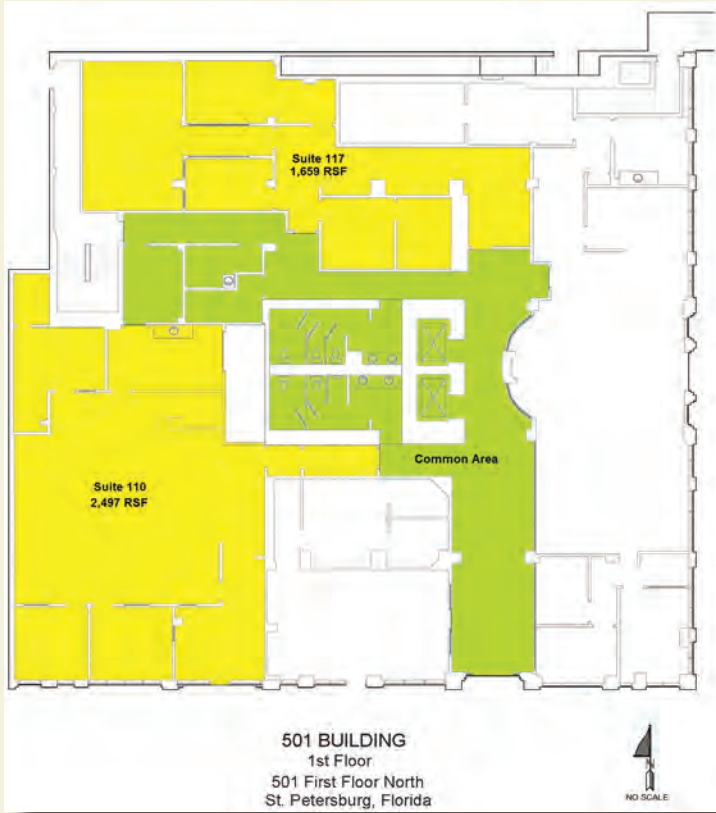 Suite 117
1,659 RSF
Common Area
Suite 110
2,497 RSF
501 BUILDING
1st Floor
501 First Floor North
St. Petersburg, Florida
N
NO SCALE